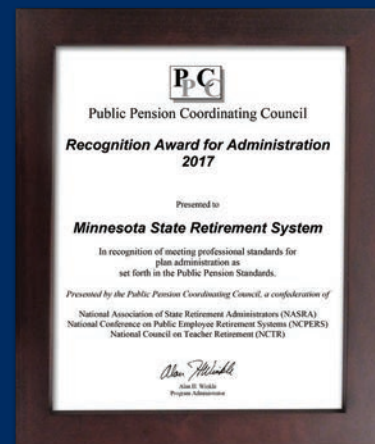 PPCC
Public Pension Coordinating Council
Recognition Award for Administration
2017
Presented to
Minnesota State Retirement System
In recognition of meeting professional standards for
plan administration as
set forth in the Public Pension Standards.
Presented by the Public Pension Coordinating Council, a confederation of
National Association of State Retirement Administrators (NASRA)
National Conference on Public Employee Retirement Systems (NCPERS)
National Council on Teacher Retirement (NCTR)
Alan H. Winkle
Alan H. Winkle
Program Administrator